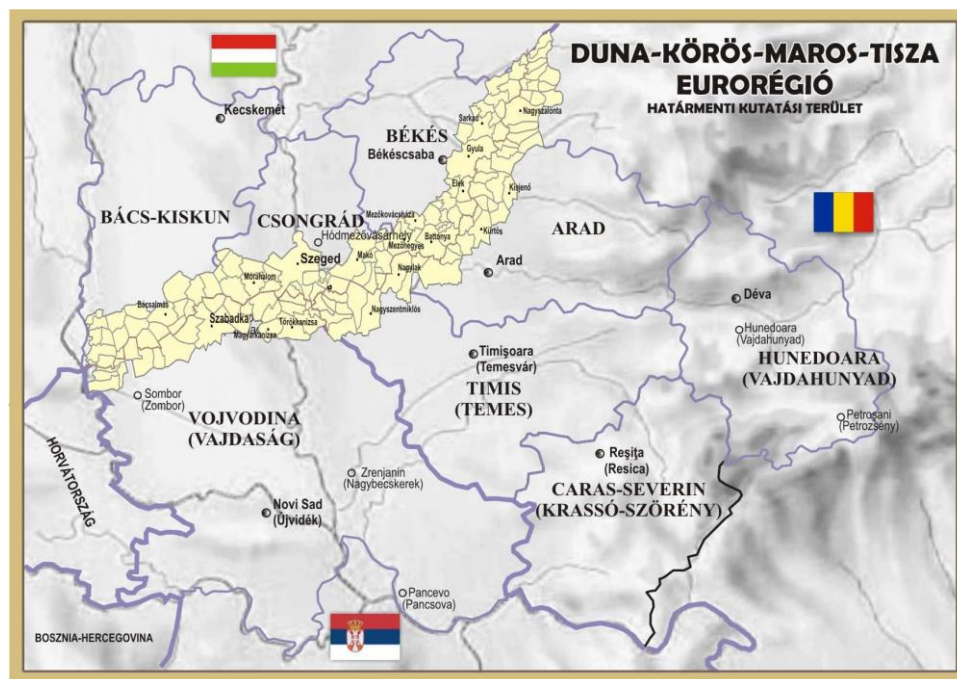 DUNA-KÖRÖS-MAROS-TISZA
EURORÉGIÓ
HATÁRMENTI KUTATÁSI TERÜLET
Kecskemét
Sarkad
Nagyszalonta
BÉKÉS
Békéscsaba
Gyula
Elek
Kisjenő
BÁCS-KISKUN
CSONGRÁD
Mezőkovácsháza
Hódmezővásárhely
Battonya
Kürtös
ARAD
Mezőhegyes
Szeged
Makó
Nagylak
Arad
Mórahalom
Déva
Bácsalmás
Nagyszentmiklós
Szabadka
Törökkanizsa
Magyarkanizsa
Hunedoara
(Vajdahunyad)
Timişoara
(Temesvár)
HUNEDOARA
(VAJDAHUNYAD)
TIMIS
(TEMES)
Sombor
(Zombor)
VOJVODINA
(VAJDASÁG)
Petroşani
(Petrozsény)
HORVÁTORSZÁG
Reşiţa
(Resica)
Zrenjanin
(Nagybecskerek)
CARAS-SEVERIN
(KRASSÓ-SZÖRÉNY)
Novi Sad
(Újvidék)
Pancevo
(Pancsova)
BOSZNIA-HERCEGOVINA